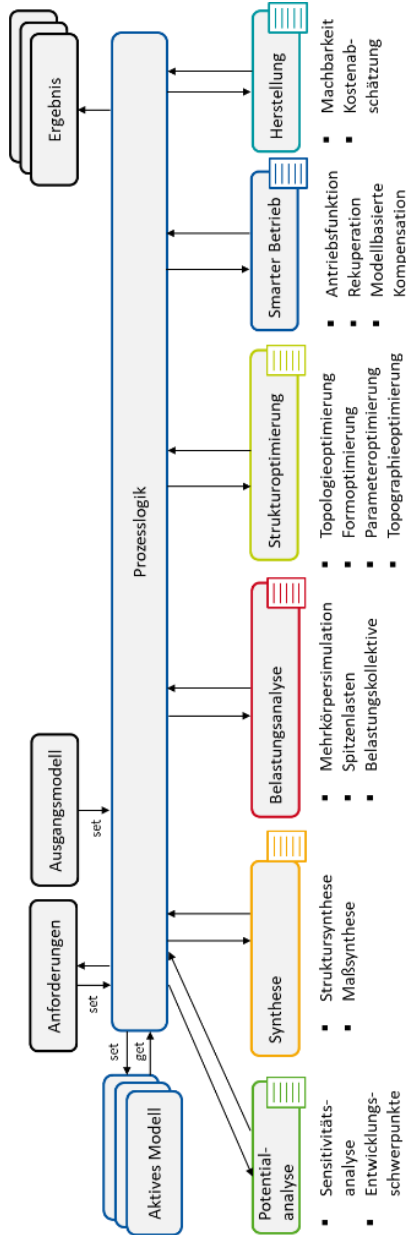 Anforderungen
Ausgangsmodell
Ergebnis
set
set
Aktives Modell
set
get
Prozesslogik
Potential-
analyse
Synthese
Belastungsanalyse
Strukturoptimierung
Smarter Betrieb
Herstellung
▪ Sensitivitäts-
analyse
▪ Entwicklungs-
schwerpunkte
▪ Struktursynthese
▪ Maßsynthese
▪ Mehrkörpersimulation
▪ Spitzenlasten
▪ Belastungskollektive
▪ Topologieoptimierung
▪ Formoptimierung
▪ Parameteroptimierung
▪ Topographieoptimierung
▪ Antriebsfunktion
▪ Rekuperation
▪ Modellbasierte
Kompensation
▪ Machbarkeit
▪ Kostenab-
schätzung